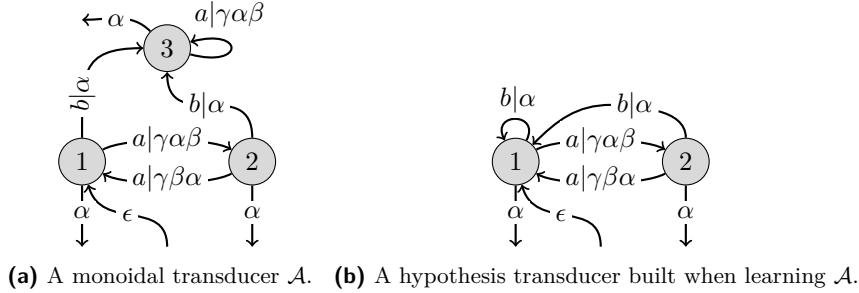 α
a|γαβ
3
b|α
b|α
1
a|γαβ
a|γβα
2
α
ϵ
α
b|α
b|α
1
a|γαβ
a|γβα
2
α
ϵ
α
(a) A monoidal transducer 𝒜. (b) A hypothesis transducer built when learning 𝒜.